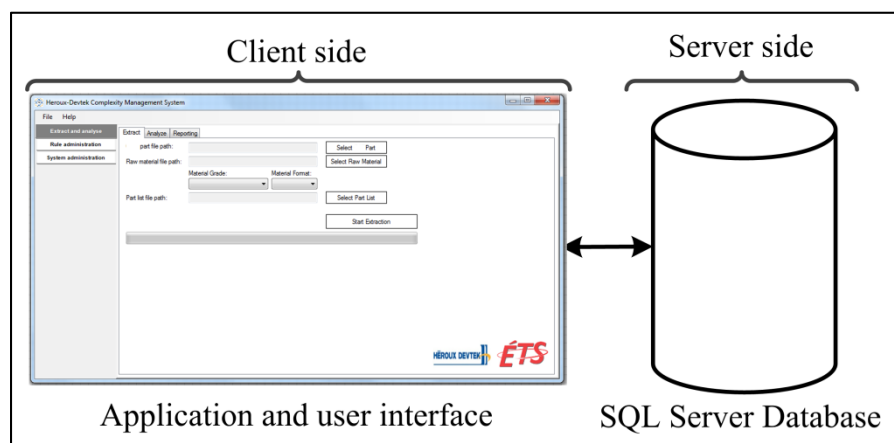 Client side
Server side
Heroux-Devtek Complexity Management System
File Help
Extract and analyse
Rule administration
System administration
Extract Analyze Reporting
part file path:
Select Part
Raw material file path:
Select Raw Material
Material Grade:
Material Format:
Part list file path:
Select Part List
Start Extraction
HÉROUX DEVTEK
ÉTS
Application and user interface
SQL Server Database